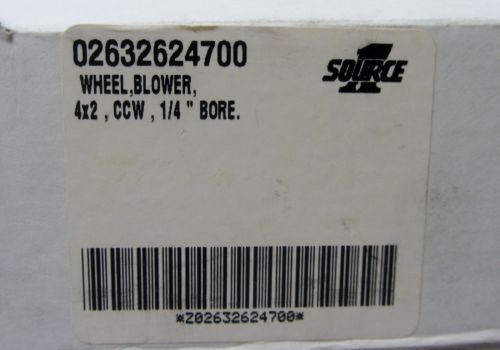 02632624700
SOURCE 1
WHEEL,BLOWER,
4x2 , CCW , 1/4 " BORE.
*Z02632624700*